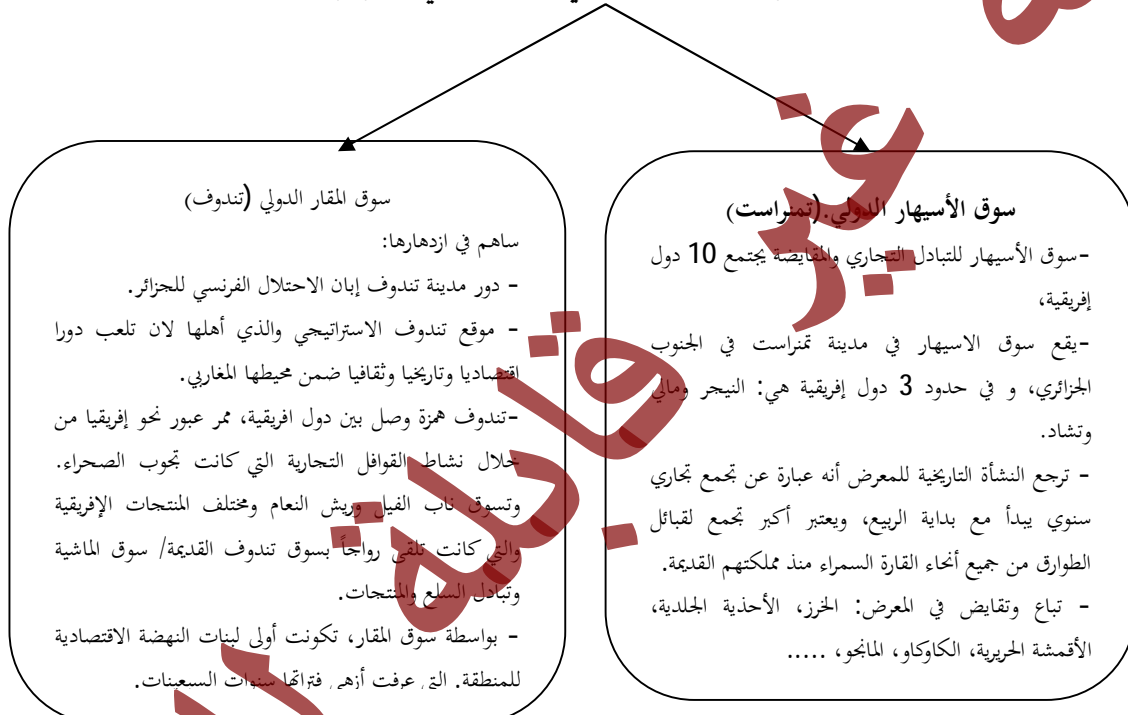 سوق الأسيهار الدولي.(تمنراست)
-سوق الأسيهار للتبادل التجاري والمقايضة يجتمع 10 دول
إفريقية،
-يقع سوق الاسيهار في مدينة تمنراست في الجنوب
الجزائري، و في حدود 3 دول إفريقية هي: النيجر ومالي
وتشاد.
- ترجع النشأة التاريخية للمعرض أنه عبارة عن تجمع تجاري
سنوي يبدأ مع بداية الربيع، ويعتبر أكبر تجمع لقبائل
الطوارق من جميع أنحاء القارة السمراء منذ مملكتهم القديمة.
- تباع وتقايض في المعرض: الخرز، الأحذية الجلدية،
الأقمشة الحريرية، الكاوكاو، المانجو، .....
سوق المقار الدولي (تندوف)
ساهم في ازدهارها:
- دور مدينة تندوف إبان الاحتلال الفرنسي للجزائر.
- موقع تندوف الاستراتيجي والذي أهلها لان تلعب دورا
اقتصاديا وتاريخيا وثقافيا ضمن محيطها المغاربي.
-تندوف همزة وصل بين دول افريقية، ممر عبور نحو إفريقيا من
خلال نشاط القوافل التجارية التي كانت تجوب الصحراء.
وتسوق ناب الفيل وريش النعام ومختلف المنتجات الإفريقية
والتي كانت تلقى رواجاً بسوق تندوف القديمة/ سوق الماشية
وتبادل السلع والمنتجات.
- بواسطة سوق المقار، تكونت أولى لبنات النهضة الاقتصادية
للمنطقة. التي عرفت أزهى فتراتها سنوات السبعينات.
غير قابلة